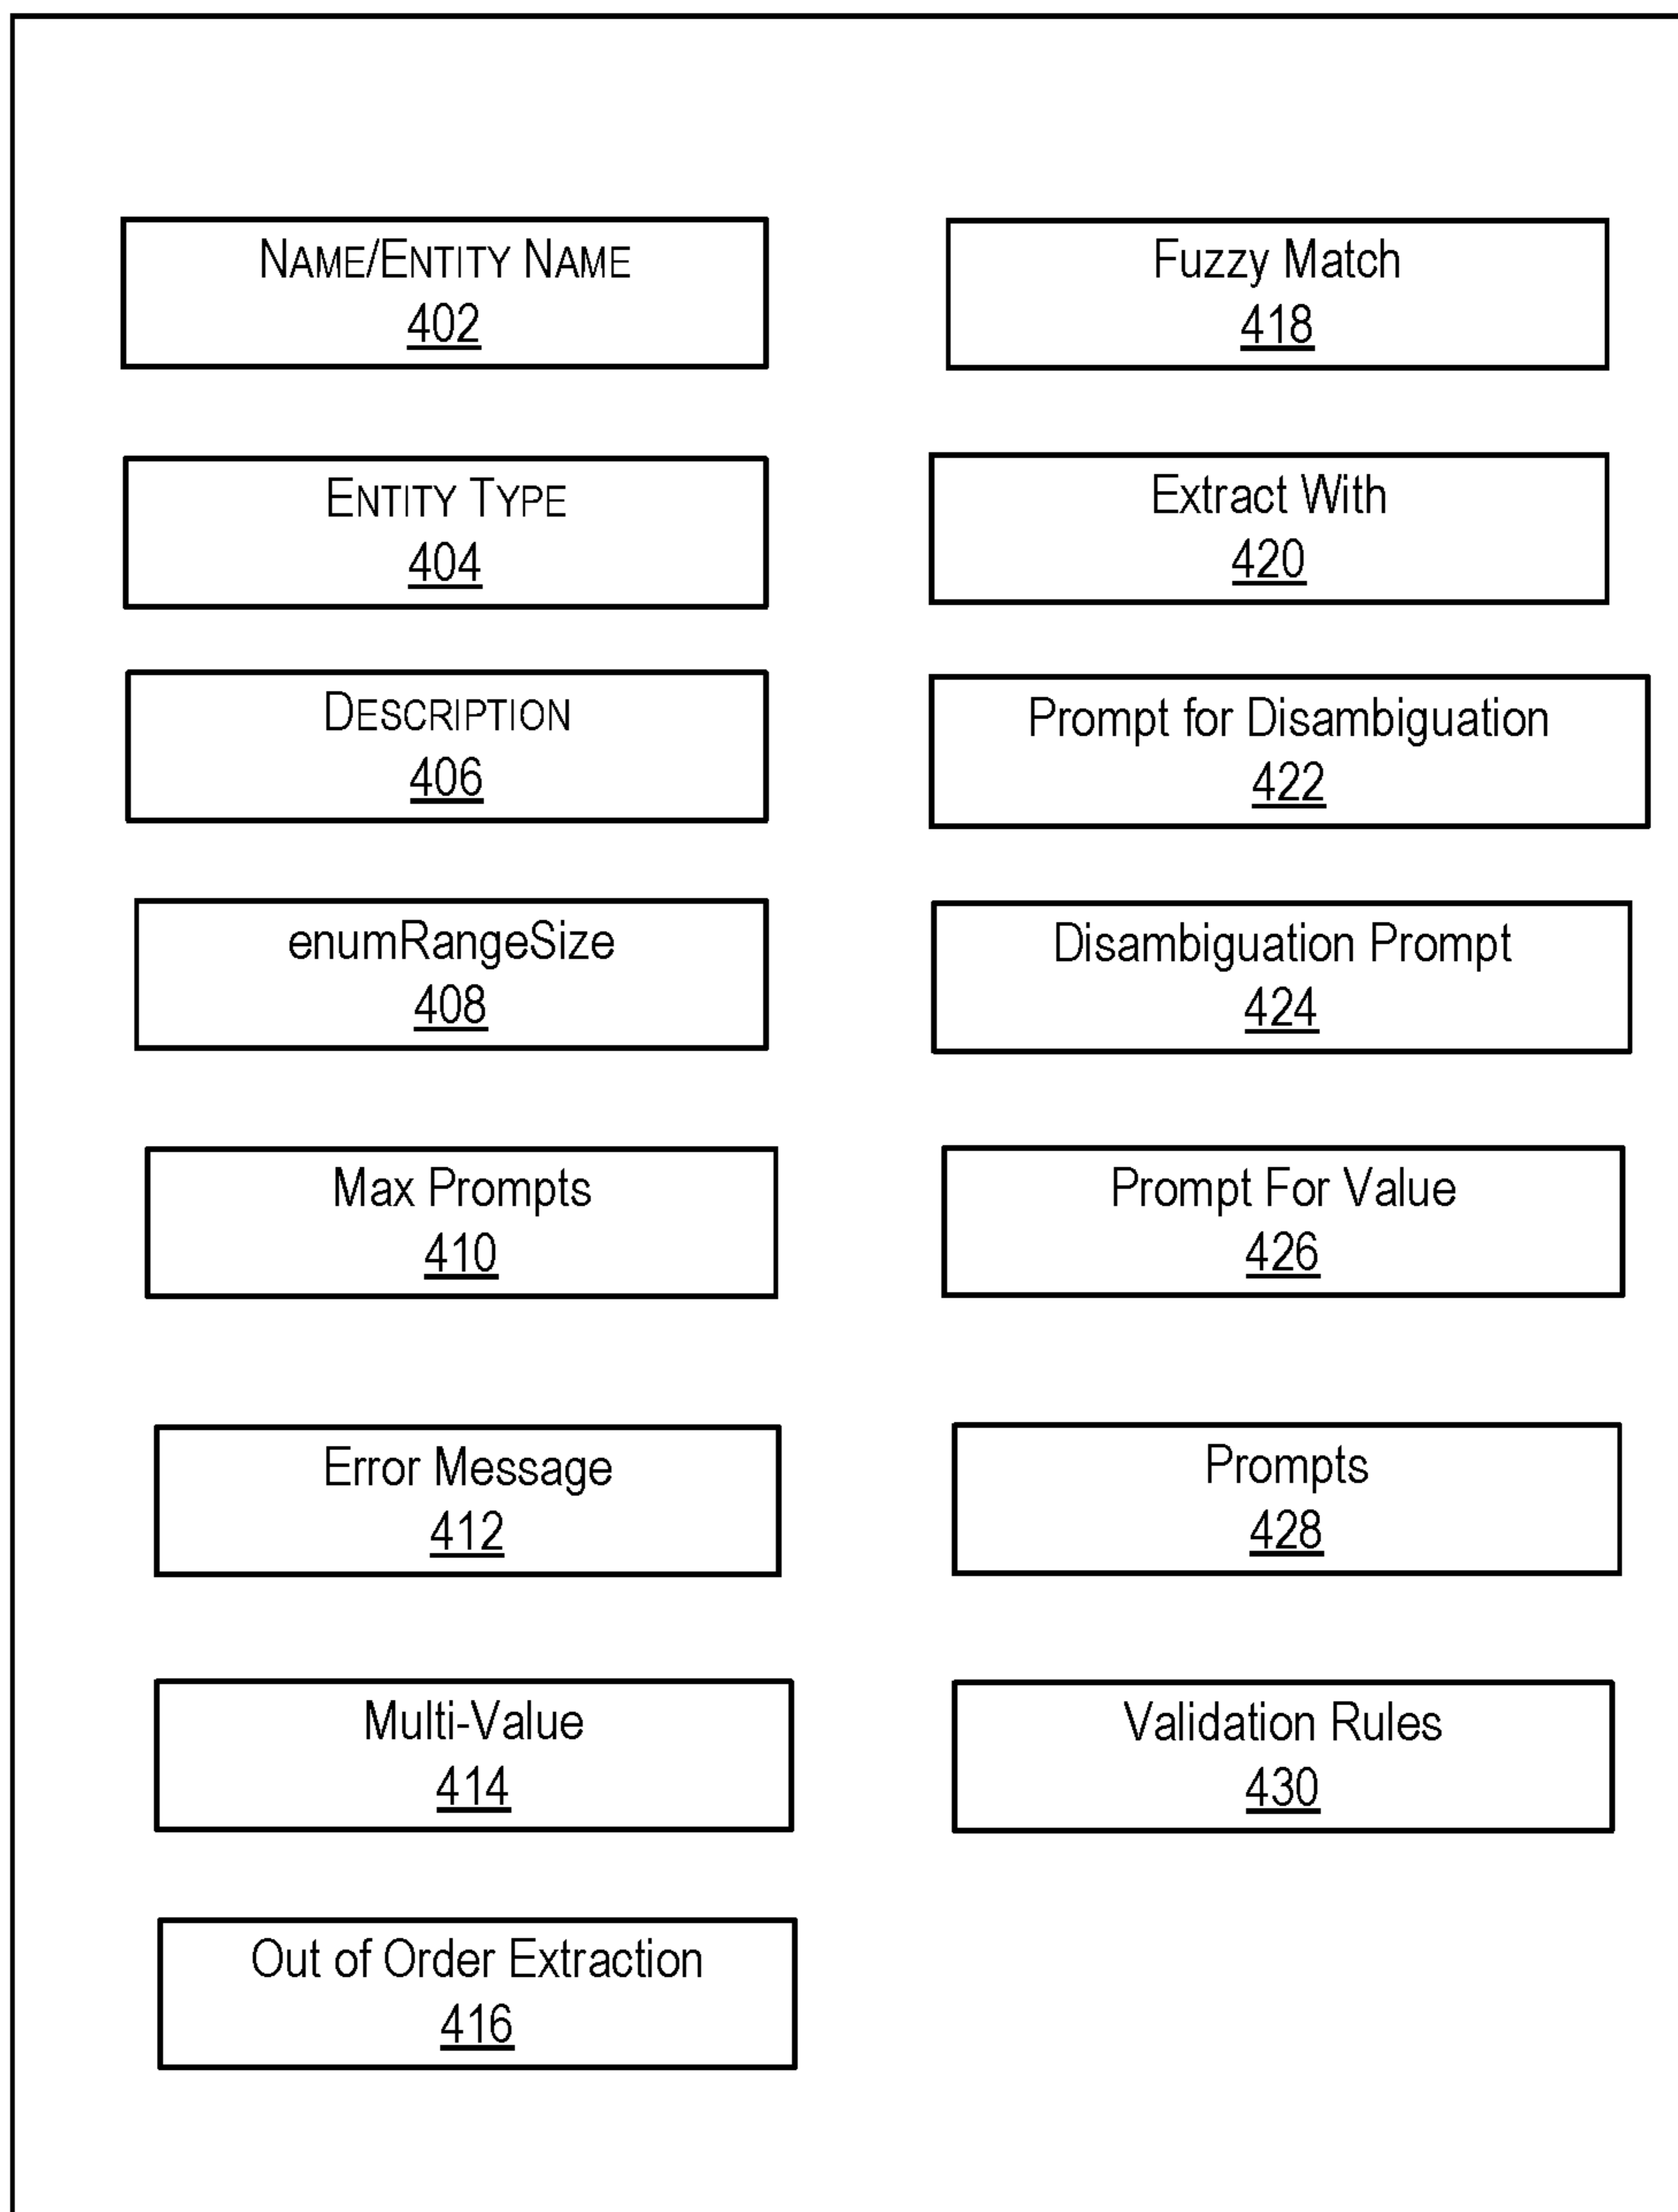 NAME/ENTITY NAME
402
ENTITY TYPE
404
DESCRIPTION
406
enumRangeSize
408
Max Prompts
410
Error Message
412
Multi-Value
414
Out of Order Extraction
416
Fuzzy Match
418
Extract With
420
Prompt for Disambiguation
422
Disambiguation Prompt
424
Prompt For Value
426
Prompts
428
Validation Rules
430